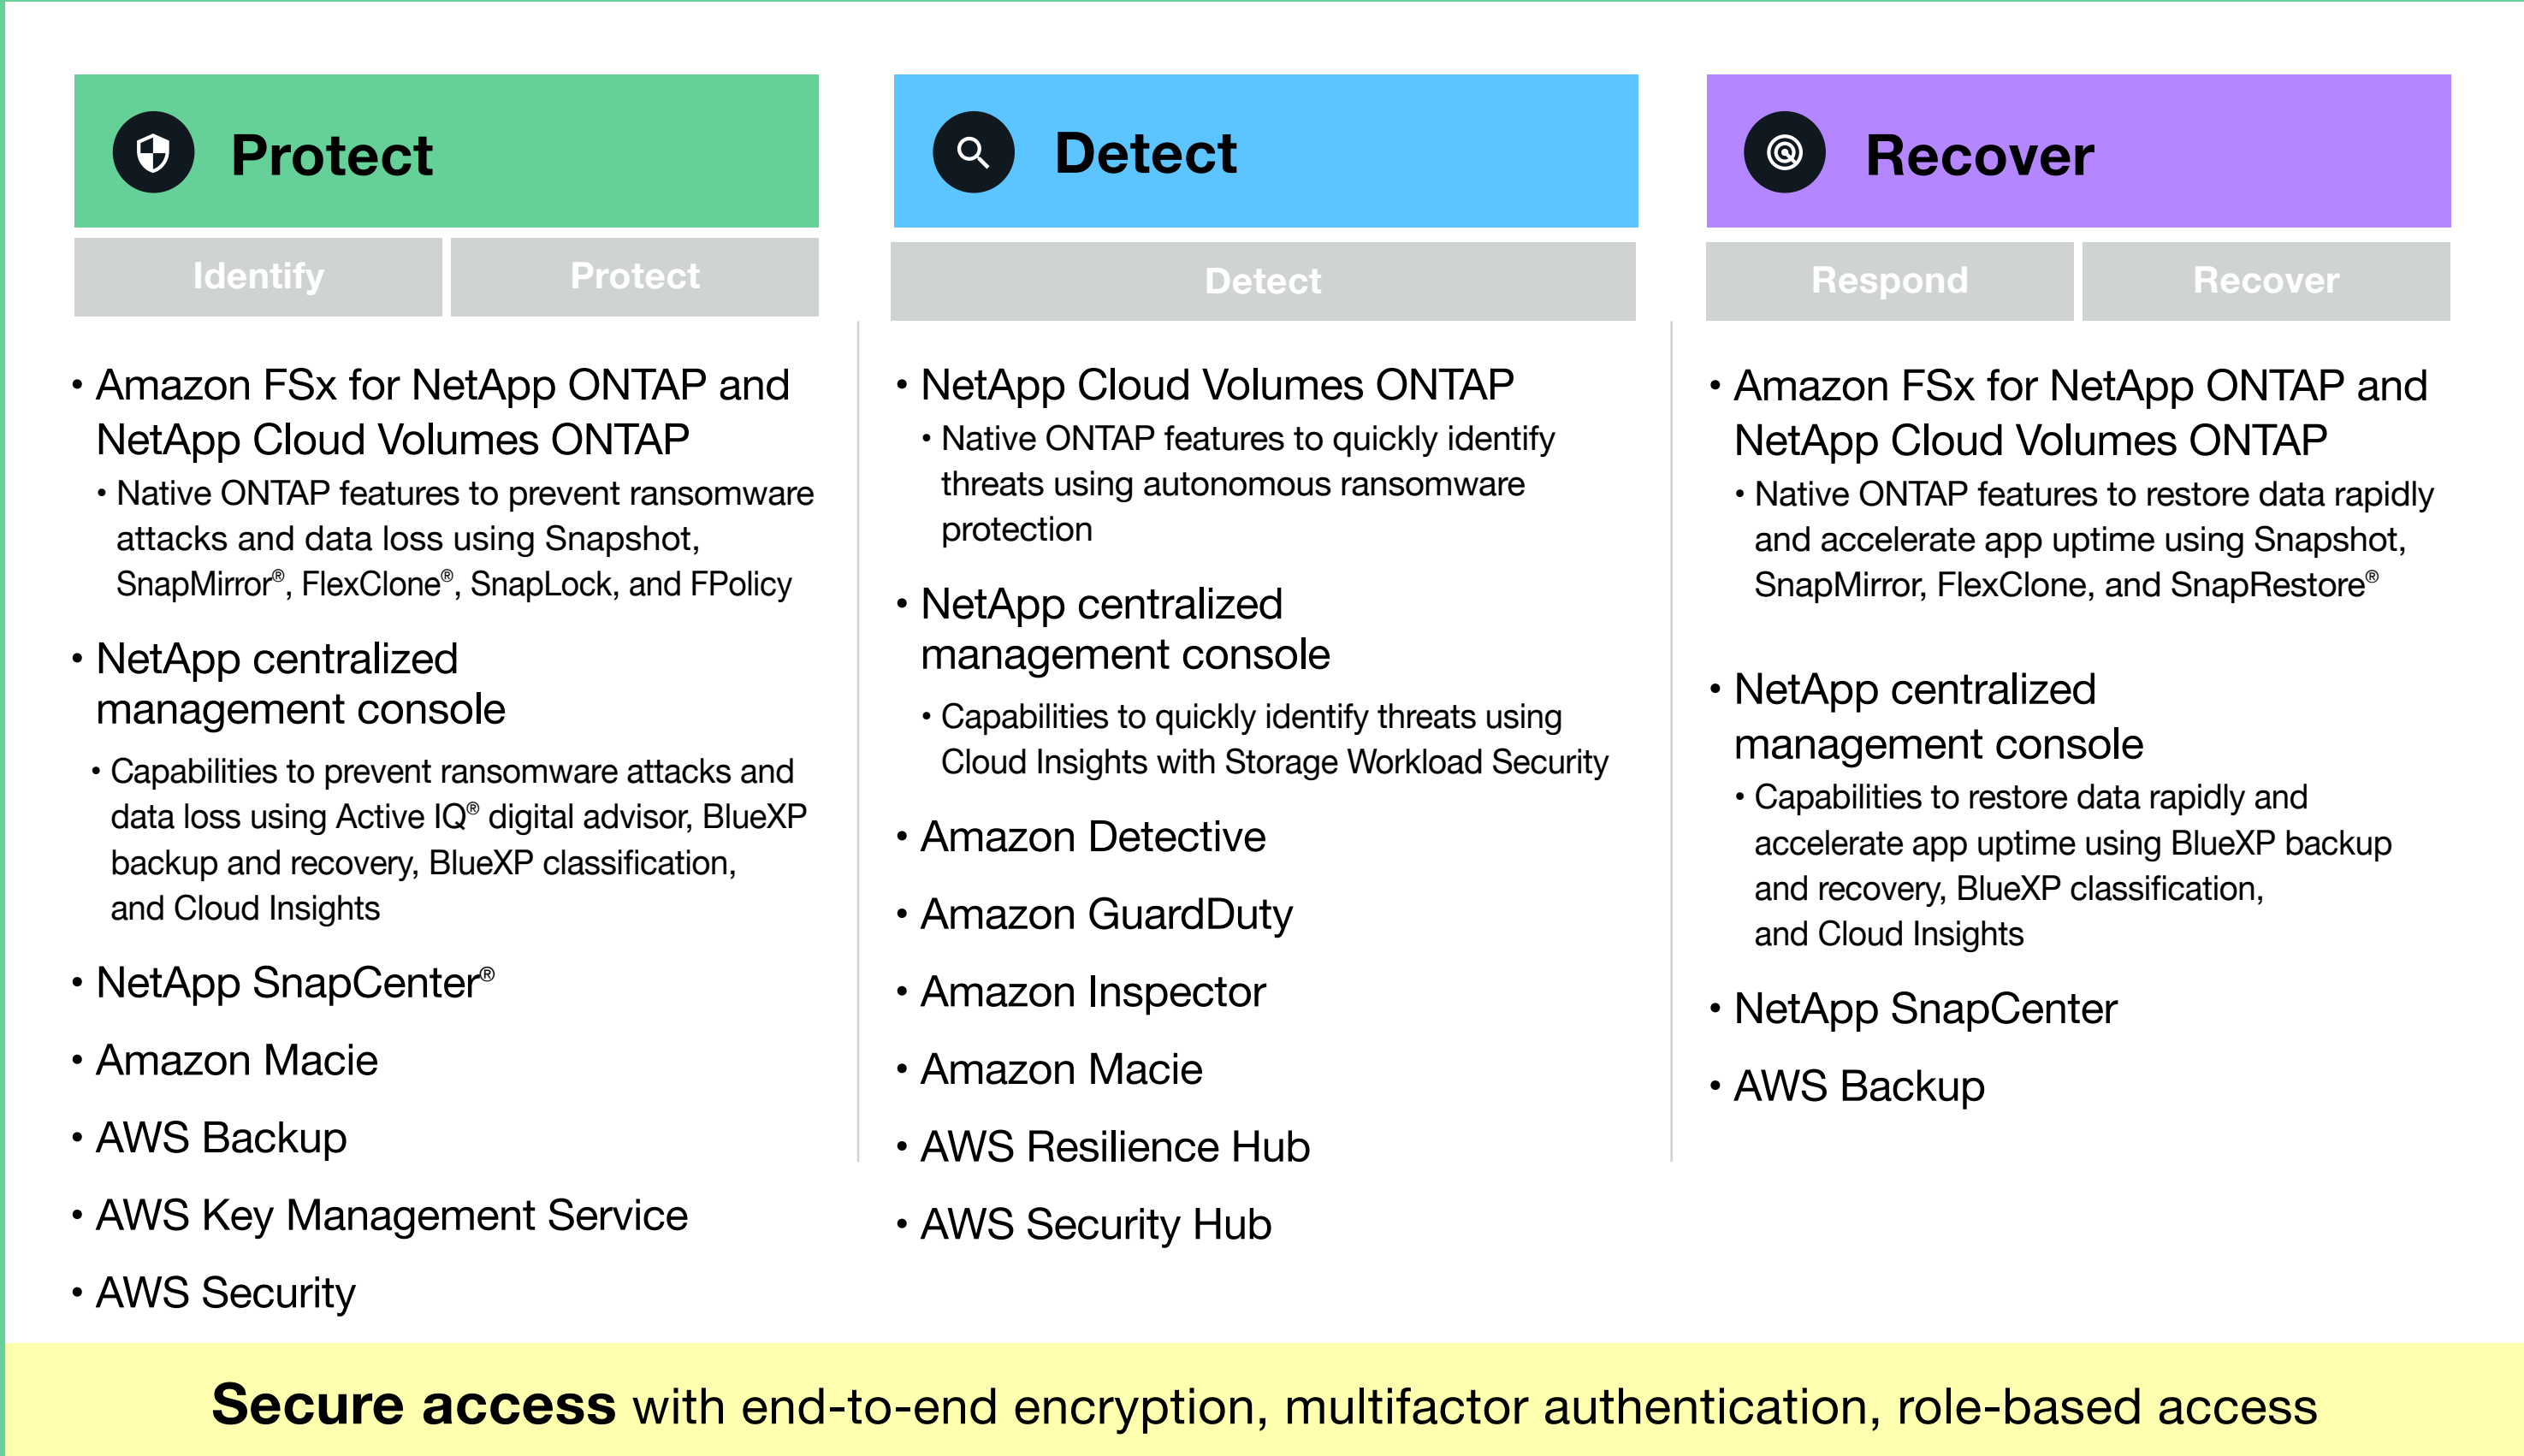 Protect
Identify
Protect
• Amazon FSx for NetApp ONTAP and
NetApp Cloud Volumes ONTAP
• Native ONTAP features to prevent ransomware
attacks and data loss using Snapshot,
SnapMirror®, FlexClone®, SnapLock, and FPolicy
• NetApp centralized
management console
• Capabilities to prevent ransomware attacks and
data loss using Active IQ® digital advisor, BlueXP
backup and recovery, BlueXP classification,
and Cloud Insights
• NetApp SnapCenter®
• Amazon Macie
• AWS Backup
• AWS Key Management Service
• AWS Security
Detect
Detect
• NetApp Cloud Volumes ONTAP
• Native ONTAP features to quickly identify
threats using autonomous ransomware
protection
• NetApp centralized
management console
• Capabilities to quickly identify threats using
Cloud Insights with Storage Workload Security
• Amazon Detective
• Amazon GuardDuty
• Amazon Inspector
• Amazon Macie
• AWS Resilience Hub
• AWS Security Hub
Recover
Respond
Recover
• Amazon FSx for NetApp ONTAP and
NetApp Cloud Volumes ONTAP
• Native ONTAP features to restore data rapidly
and accelerate app uptime using Snapshot,
SnapMirror, FlexClone, and SnapRestore®
• NetApp centralized
management console
• Capabilities to restore data rapidly and
accelerate app uptime using BlueXP backup
and recovery, BlueXP classification,
and Cloud Insights
• NetApp SnapCenter
• AWS Backup
Secure access with end-to-end encryption, multifactor authentication, role-based access